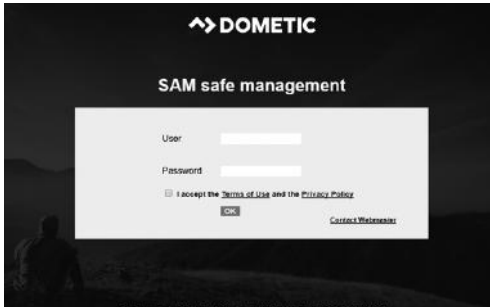 DOMETIC
SAM safe management
User
Password
I accept the Terms of Use and the Privacy Policy
OK
Contact Webmaster